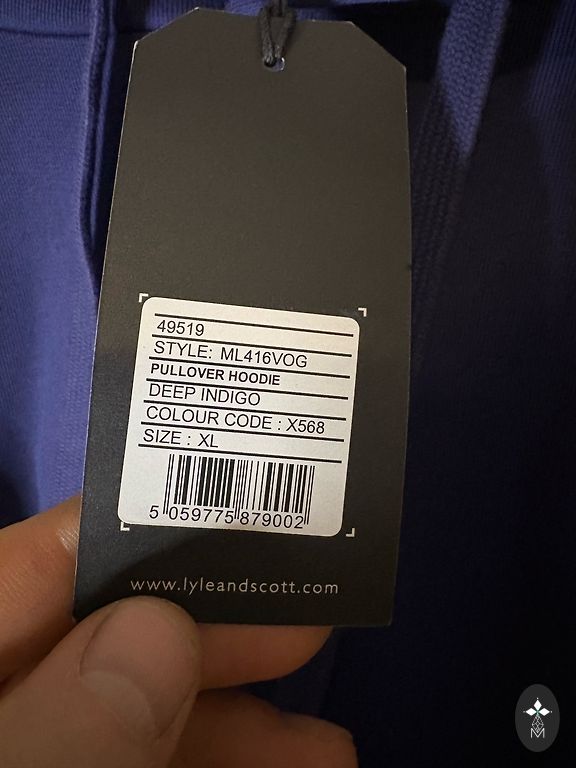 49519
STYLE: ML416VOG
PULLOVER HOODIE
DEEP INDIGO
COLOUR CODE : X568
SIZE : XL
5 059775 879002
www.lyleandscott.com
M